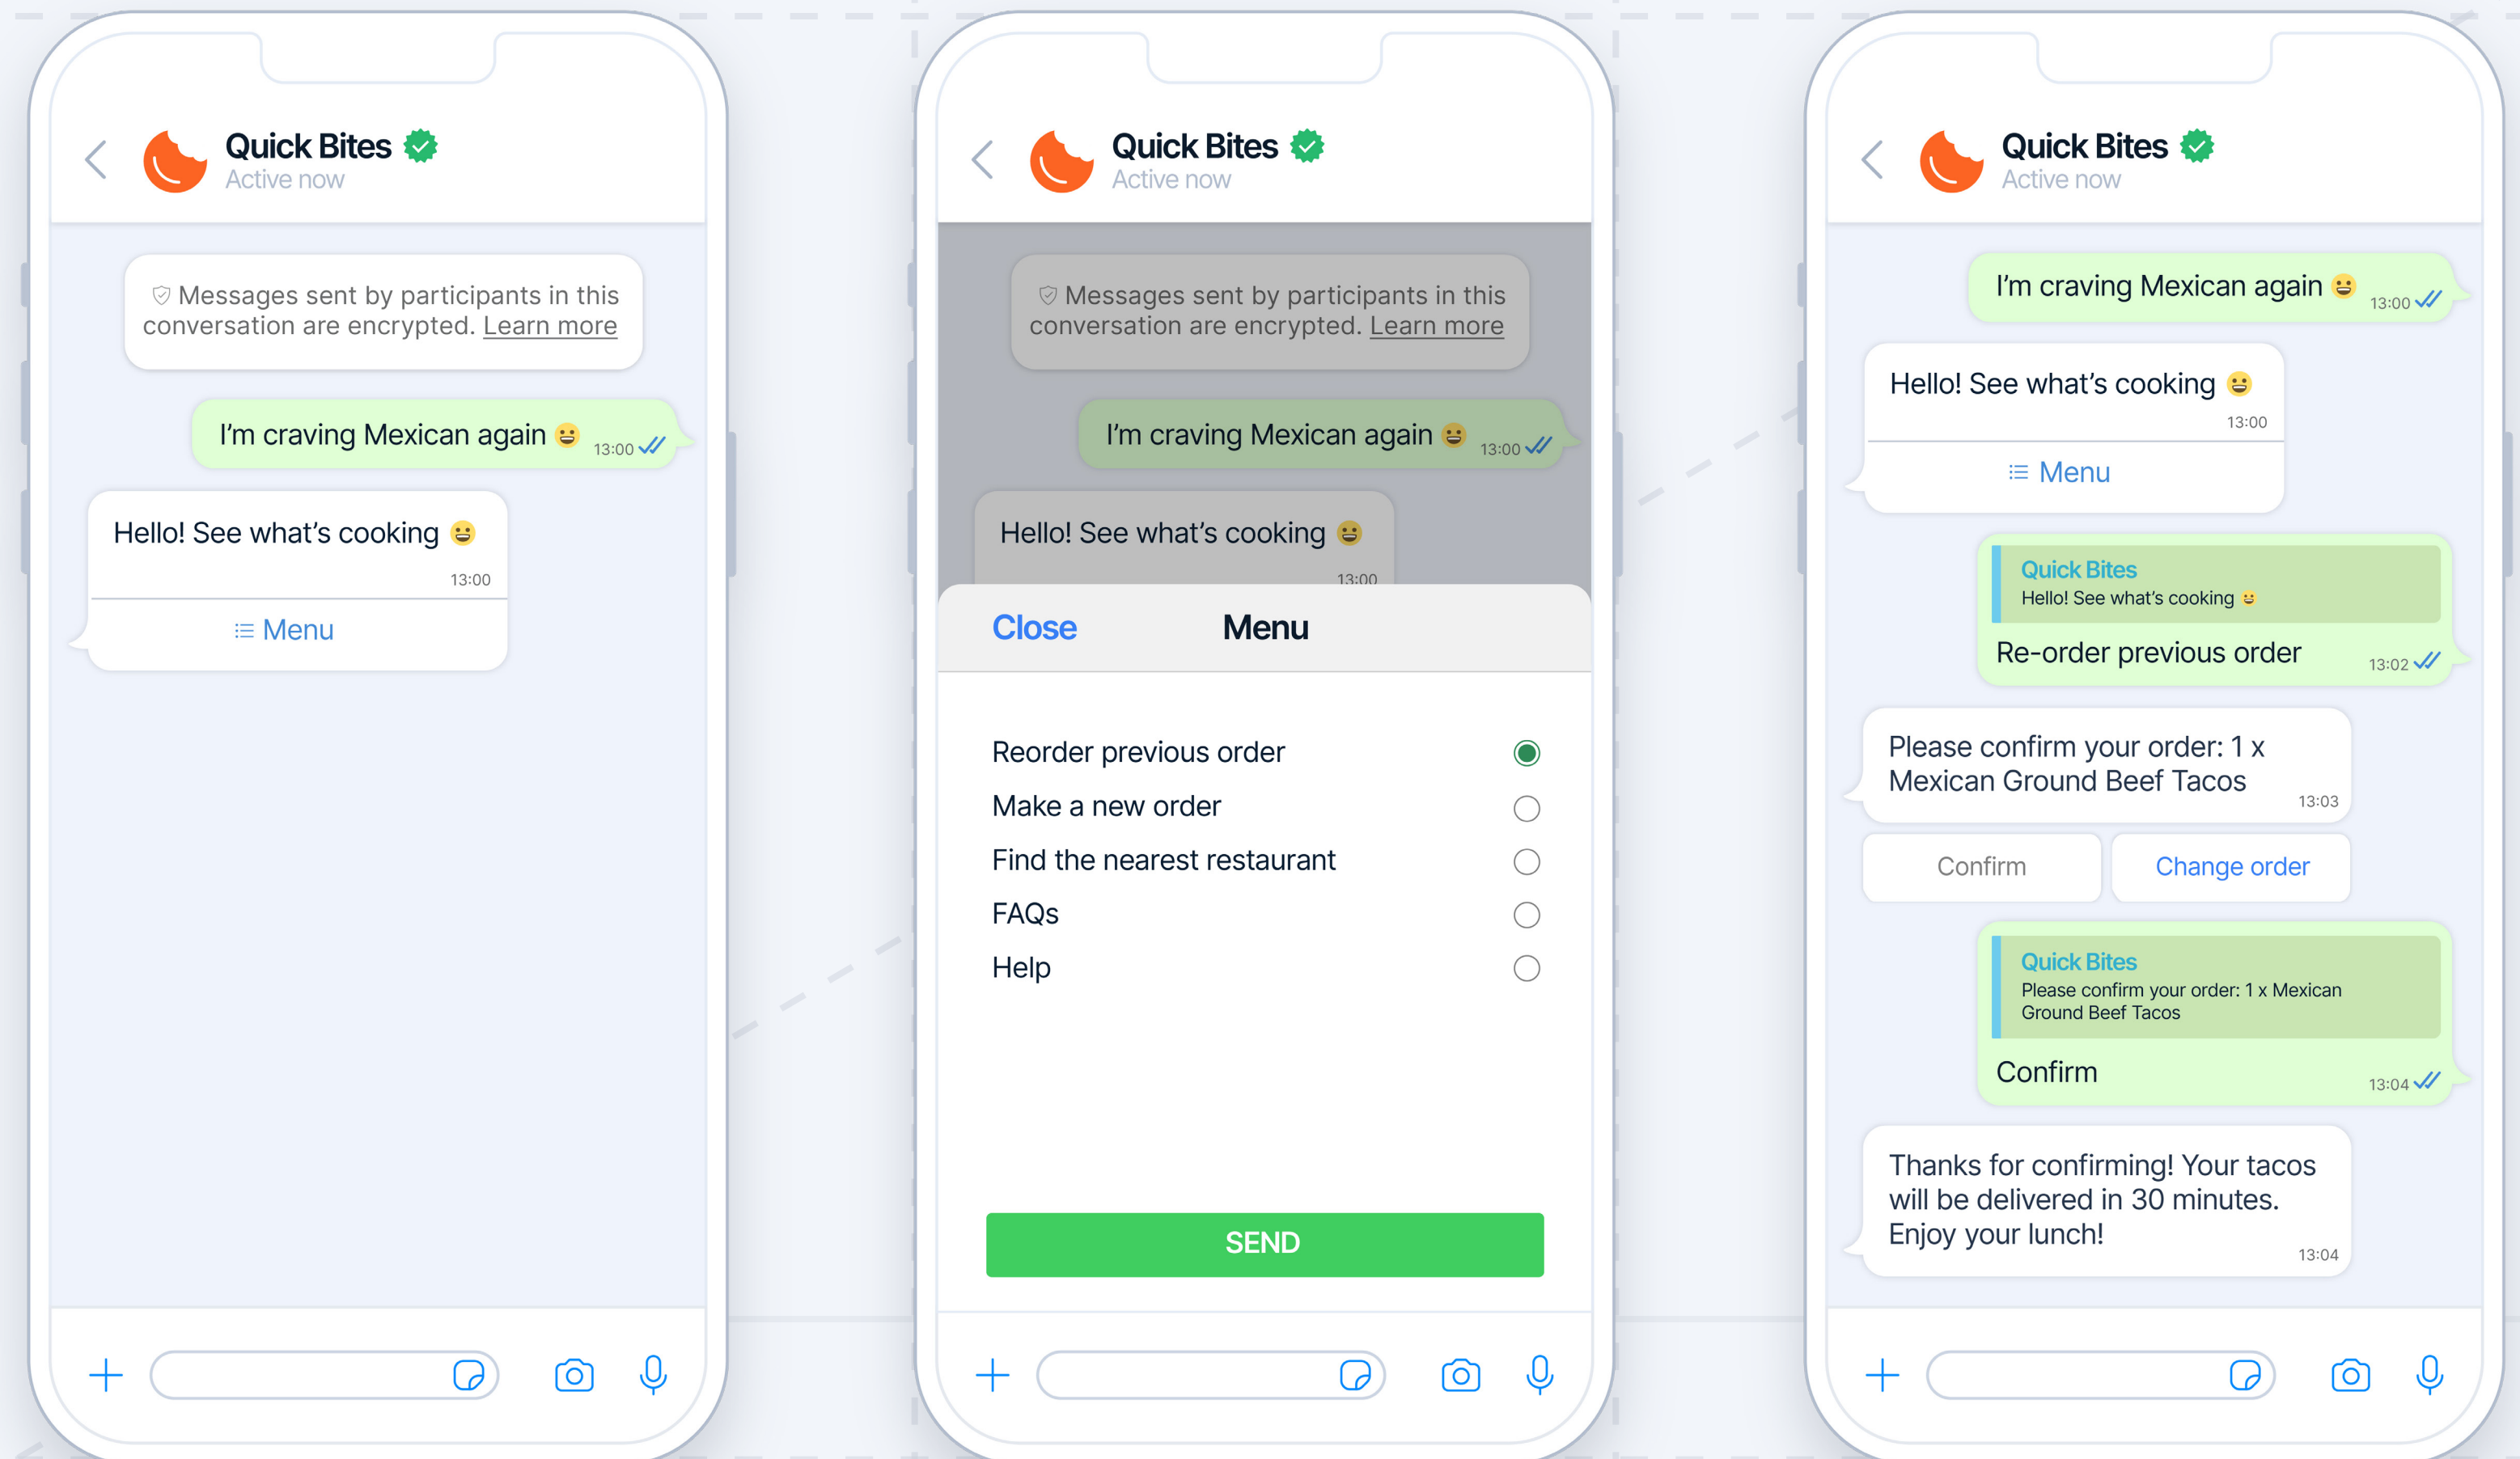 Quick Bites
Active now
Messages sent by participants in this
conversation are encrypted. Learn more
I’m craving Mexican again
13:00
Hello! See what’s cooking
13:00
Menu
Quick Bites
Active now
Messages sent by participants in this
conversation are encrypted. Learn more
I’m craving Mexican again
13:00
Hello! See what’s cooking
13:00
Close Menu
Reorder previous order
Make a new order
Find the nearest restaurant
FAQs
Help
SEND
Quick Bites
Active now
I’m craving Mexican again
13:00
Hello! See what’s cooking
13:00
Menu
Quick Bites
Hello! See what’s cooking
Re-order previous order
13:02
Please confirm your order: 1 x
Mexican Ground Beef Tacos
13:03
Confirm Change order
Quick Bites
Please confirm your order: 1 x Mexican
Ground Beef Tacos
Confirm
13:04
Thanks for confirming! Your tacos
will be delivered in 30 minutes.
Enjoy your lunch!
13:04